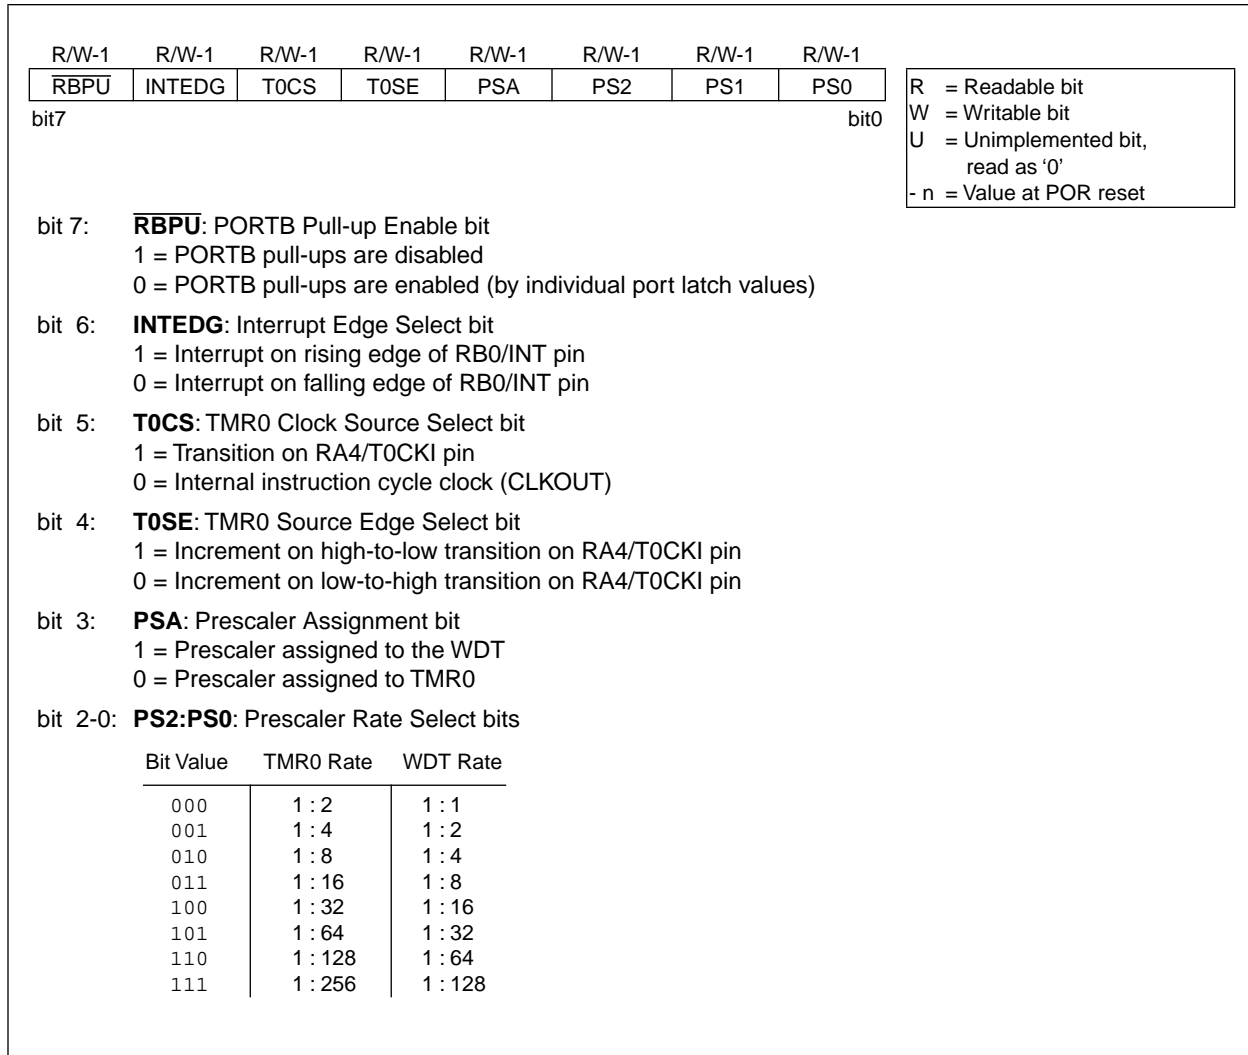 R/W-1 R/W-1 R/W-1 R/W-1 R/W-1 R/W-1 R/W-1 R/W-1
RBPU INTEDG T0CS T0SE PSA PS2 PS1 PS0
bit7 bit0
R = Readable bit
W = Writable bit
U = Unimplemented bit,
read as ‘0’
- n = Value at POR reset
bit 7: RBPU: PORTB Pull-up Enable bit
1 = PORTB pull-ups are disabled
0 = PORTB pull-ups are enabled (by individual port latch values)
bit 6: INTEDG: Interrupt Edge Select bit
1 = Interrupt on rising edge of RB0/INT pin
0 = Interrupt on falling edge of RB0/INT pin
bit 5: T0CS: TMR0 Clock Source Select bit
1 = Transition on RA4/T0CKI pin
0 = Internal instruction cycle clock (CLKOUT)
bit 4: T0SE: TMR0 Source Edge Select bit
1 = Increment on high-to-low transition on RA4/T0CKI pin
0 = Increment on low-to-high transition on RA4/T0CKI pin
bit 3: PSA: Prescaler Assignment bit
1 = Prescaler assigned to the WDT
0 = Prescaler assigned to TMR0
bit 2-0: PS2:PS0: Prescaler Rate Select bits
Bit Value TMR0 Rate WDT Rate
000 1 : 2 1 : 1
001 1 : 4 1 : 2
010 1 : 8 1 : 4
011 1 : 16 1 : 8
100 1 : 32 1 : 16
101 1 : 64 1 : 32
110 1 : 128 1 : 64
111 1 : 256 1 : 128